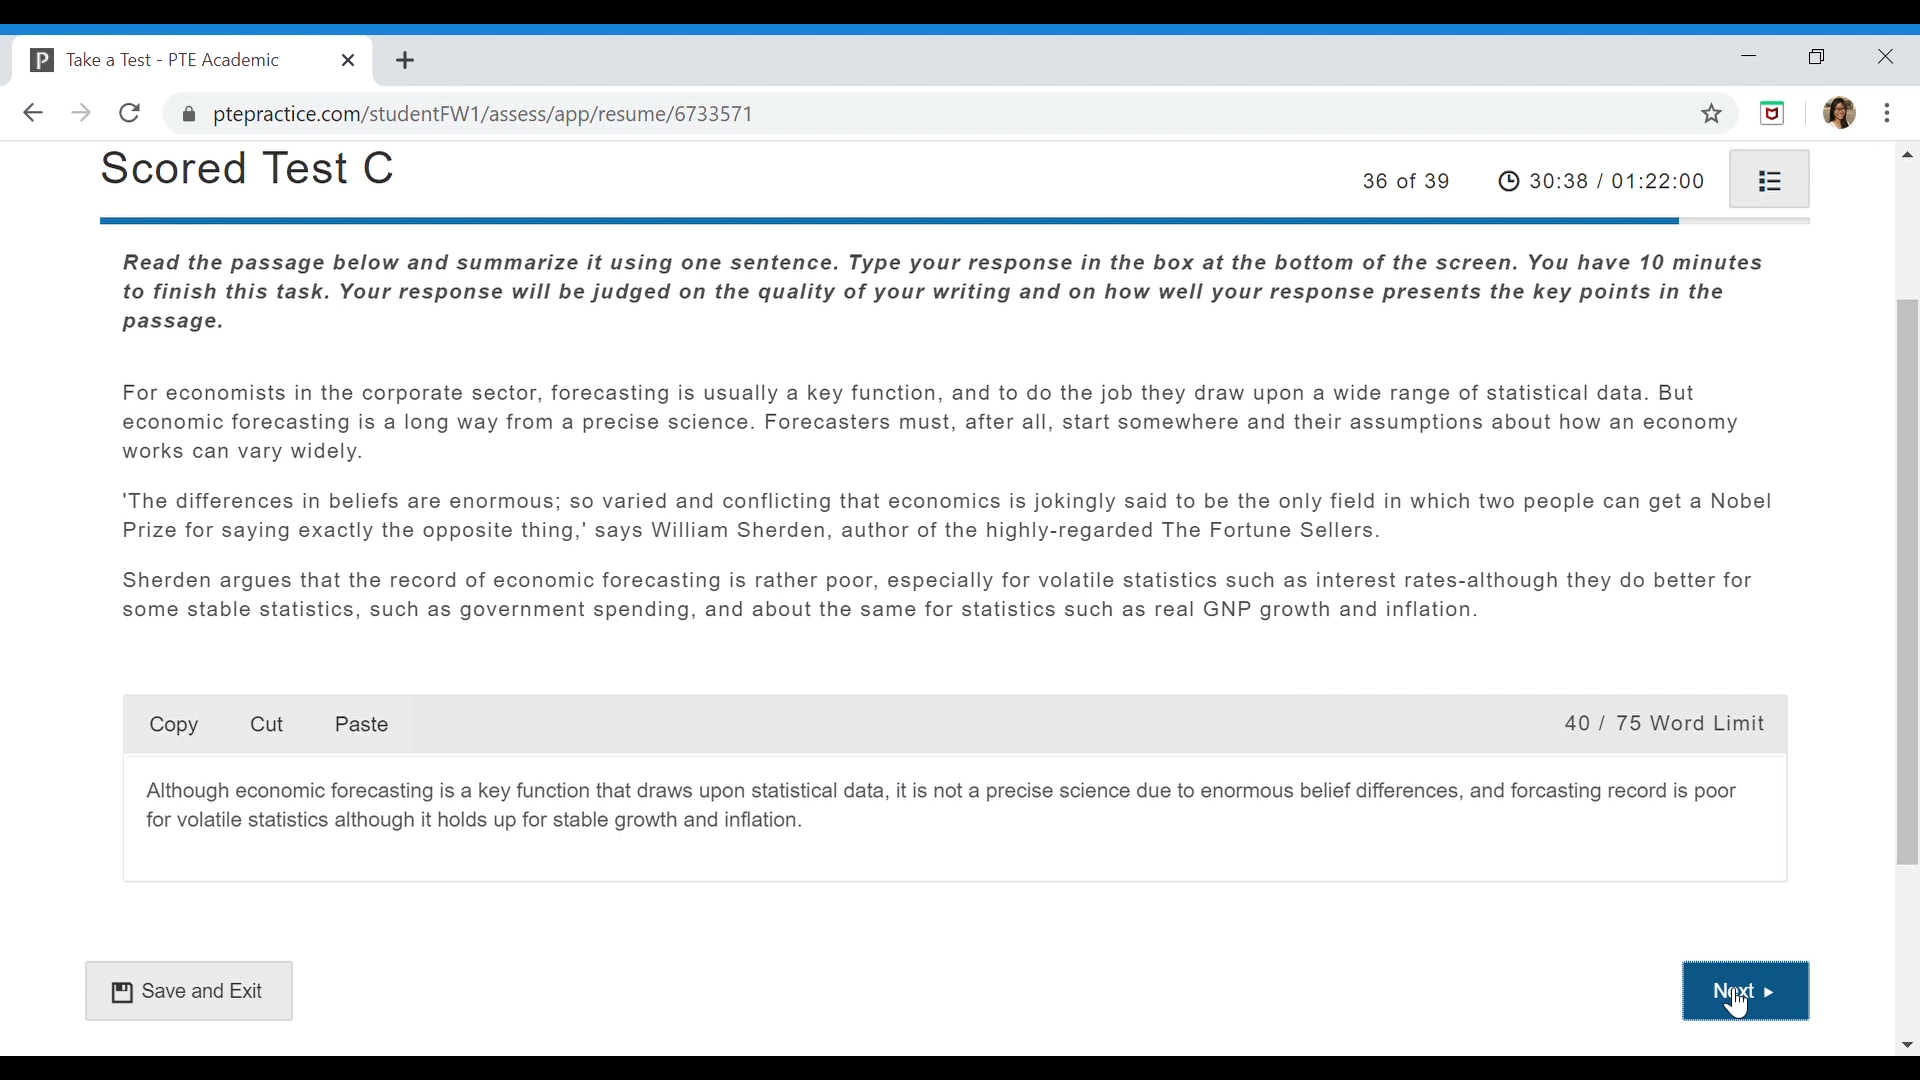 Take a Test - PTE Academic
ptepractice.com/studentFW1/assess/app/resume/6733571
Scored Test C
36 of 39
30:38 / 01:22:00
Read the passage below and summarize it using one sentence. Type your response in the box at the bottom of the screen. You have 10 minutes
to finish this task. Your response will be judged on the quality of your writing and on how well your response presents the key points in the
passage.
For economists in the corporate sector, forecasting is usually a key function, and to do the job they draw upon a wide range of statistical data. But
economic forecasting is a long way from a precise science. Forecasters must, after all, start somewhere and their assumptions about how an economy
works can vary widely.
'The differences in beliefs are enormous; so varied and conflicting that economics is jokingly said to be the only field in which two people can get a Nobel
Prize for saying exactly the opposite thing,' says William Sherden, author of the highly-regarded The Fortune Sellers.
Sherden argues that the record of economic forecasting is rather poor, especially for volatile statistics such as interest rates-although they do better for
some stable statistics, such as government spending, and about the same for statistics such as real GNP growth and inflation.
Copy Cut Paste
40 / 75 Word Limit
Although economic forecasting is a key function that draws upon statistical data, it is not a precise science due to enormous belief differences, and forcasting record is poor
for volatile statistics although it holds up for stable growth and inflation.
Save and Exit
Next